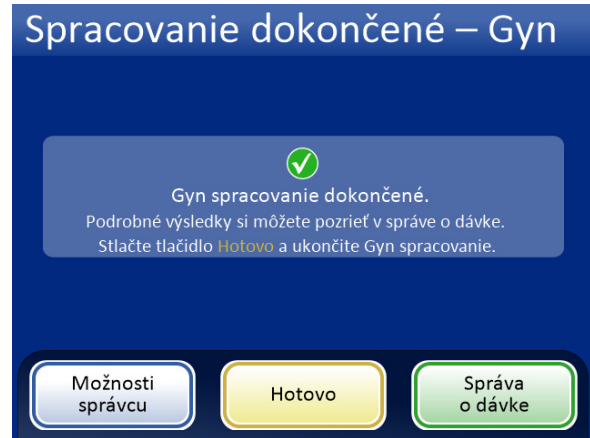 Spracovanie dokončené – Gyn
Gyn spracovanie dokončené.
Podrobné výsledky si môžete pozrieť v správe o dávke.
Stlačte tlačidlo Hotovo a ukončite Gyn spracovanie.
Možnosti
správcu
Hotovo
Správa
o dávke